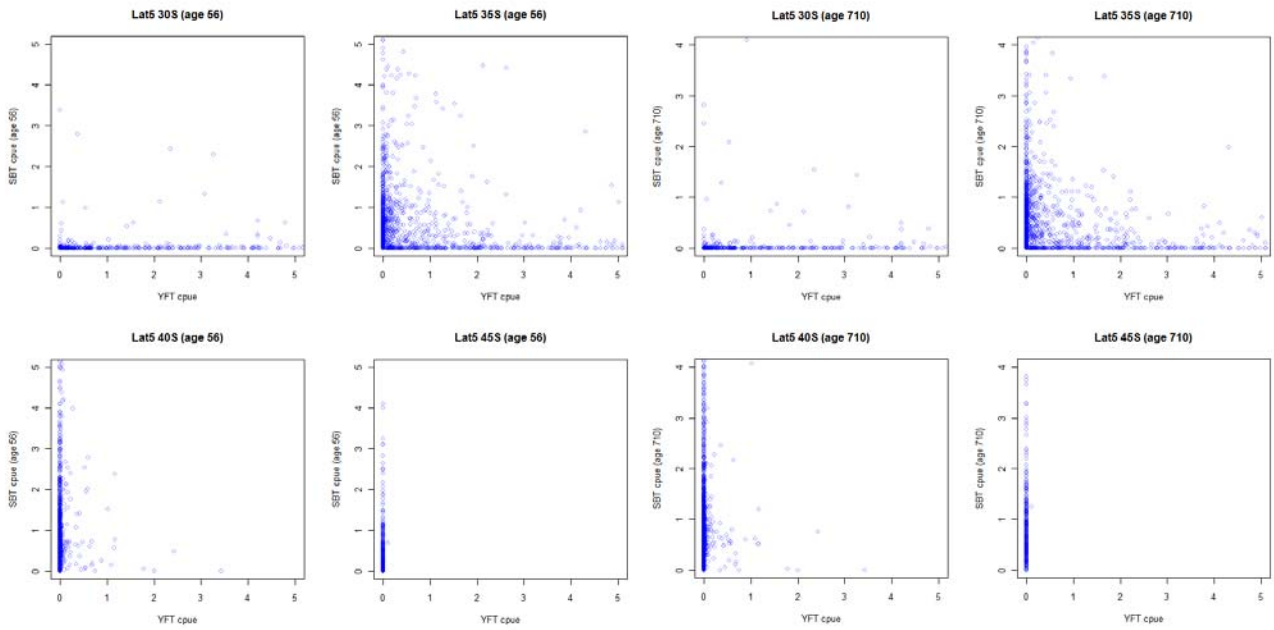 Lat5 30S (age 56)
SBT cpue (age 56)
5
4
3
2
1
0
0 1 2 3 4 5
YFT cpue
Lat5 35S (age 56)
SBT cpue (age 56)
5
4
3
2
1
0
0 1 2 3 4 5
YFT cpue
Lat5 30S (age 710)
SBT cpue (age 710)
4
3
2
1
0
0 1 2 3 4 5
YFT cpue
Lat5 35S (age 710)
SBT cpue (age 710)
4
3
2
1
0
0 1 2 3 4 5
YFT cpue
Lat5 40S (age 56)
SBT cpue (age 56)
5
4
3
2
1
0
0 1 2 3 4 5
YFT cpue
Lat5 45S (age 56)
SBT cpue (age 56)
5
4
3
2
1
0
0 1 2 3 4 5
YFT cpue
Lat5 40S (age 710)
SBT cpue (age 710)
4
3
2
1
0
0 1 2 3 4 5
YFT cpue
Lat5 45S (age 710)
SBT cpue (age 710)
4
3
2
1
0
0 1 2 3 4 5
YFT cpue